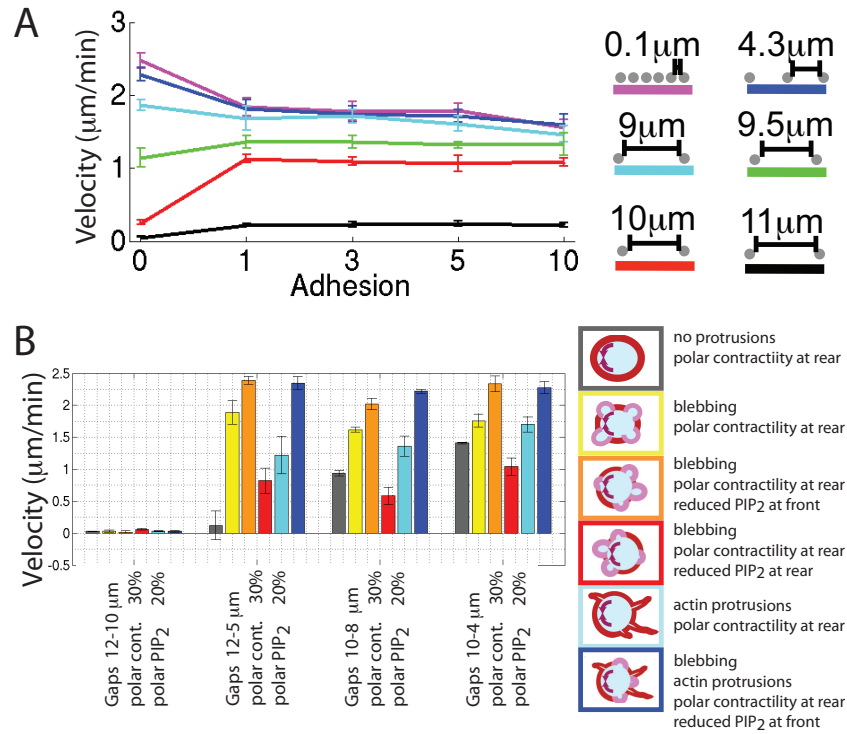 A
Velocity (μm/min)
3
2
1
0
0 1 3 5 10
Adhesion
0.1μm 4.3μm
9μm 9.5μm
10μm 11μm
B
Velocity (μm/min)
2.5
2
1.5
1
0.5
0
-0.5
Gaps 12-10 μm
polar cont. 30%
polar PIP2 20%
Gaps 12-5 μm
polar cont. 30%
polar PIP2 20%
Gaps 10-8 μm
polar cont. 30%
polar PIP2 20%
Gaps 10-4 μm
polar cont. 30%
polar PIP2 20%
no protrusions
polar contractility at rear
blebbing
polar contractility at rear
blebbing
polar contractility at rear
reduced PIP2 at front
blebbing
polar contractility at rear
reduced PIP2 at rear
actin protrusions
polar contractility at rear
blebbing
actin protrusions
polar contractility at rear
reduced PIP2 at front